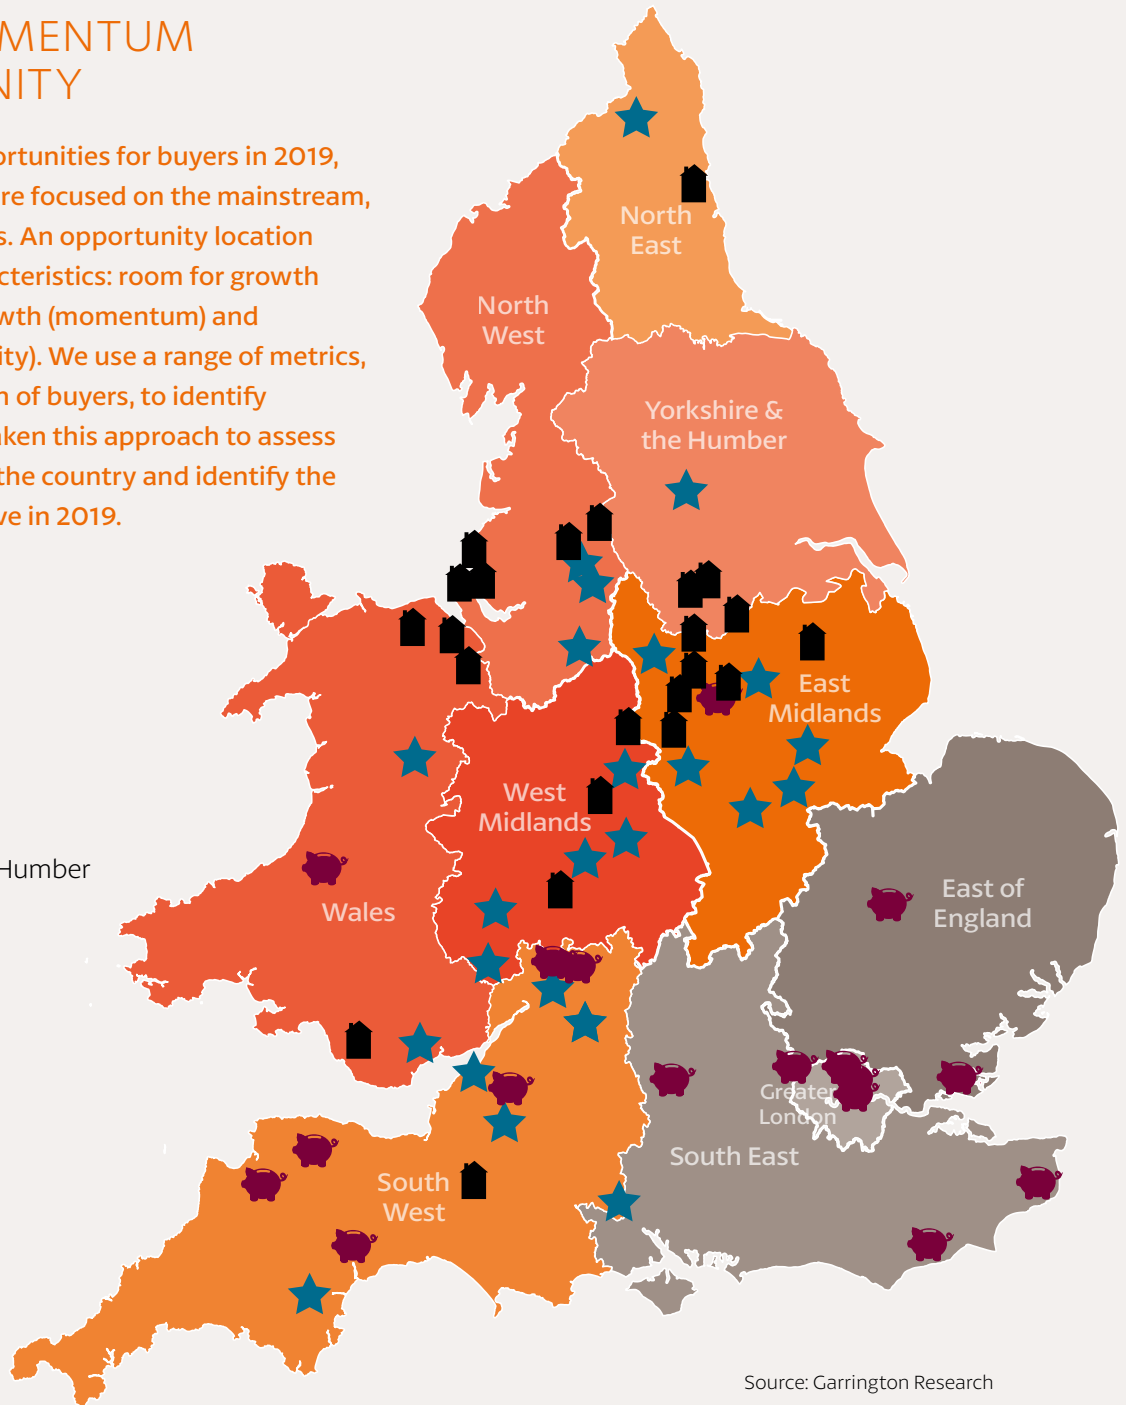 MENTUM
NITY
ortunities for buyers in 2019,
re focused on the mainstream,
s. An opportunity location
cteristics: room for growth
wth (momentum) and
ity). We use a range of metrics,
n of buyers, to identify
aken this approach to assess
the country and identify the
ve in 2019.
North
East
North
West
Yorkshire &
the Humber
East
Midlands
West
Midlands
Humber
East of
England
Wales
Greater
London
South East
South
West
Source: Garrington Research